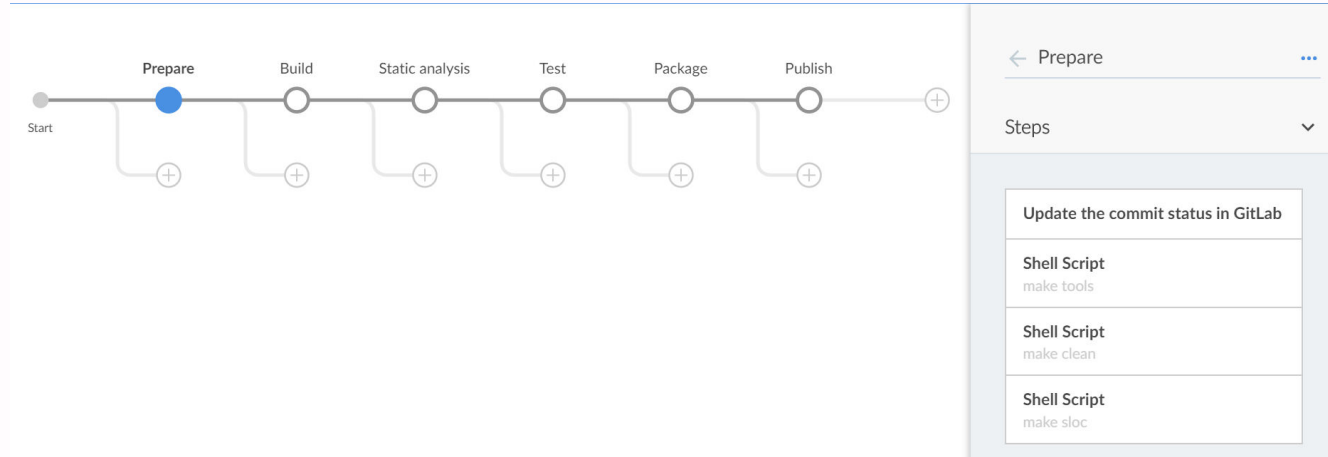 Prepare
Build
Static analysis
Test
Package
Publish
Start
Prepare
Steps
Update the commit status in GitLab
Shell Script
make tools
Shell Script
make clean
Shell Script
make sloc